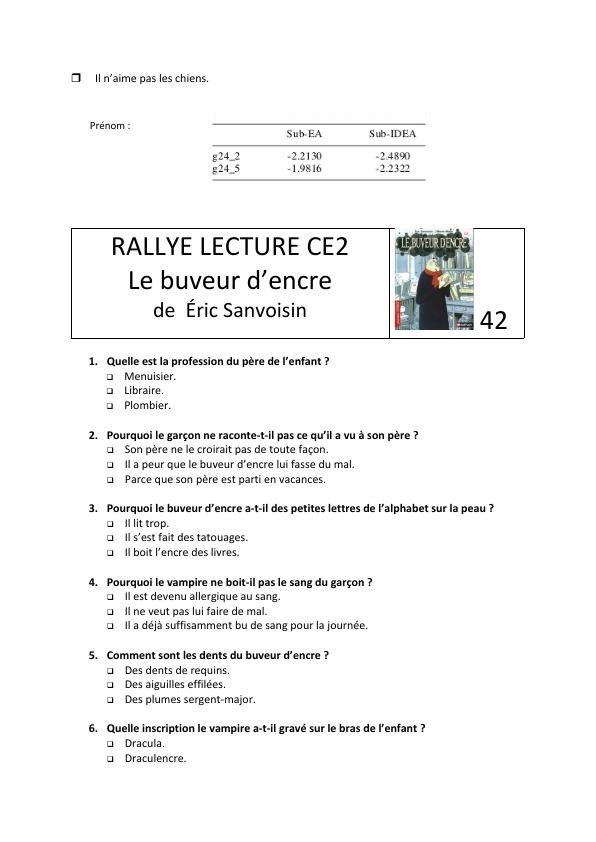 ❒ Il n’aime pas les chiens.
Prénom :
Sub-EA Sub-IDEA
g24_2 -2.2130 -2.4890
g24_5 -1.9816 -2.2322
RALLYE LECTURE CE2
Le buveur d’encre
de Éric Sanvoisin
LE BUVEUR D'ENCRE
42
1. Quelle est la profession du père de l’enfant ?
❑ Menuisier.
❑ Libraire.
❑ Plombier.
2. Pourquoi le garçon ne raconte-t-il pas ce qu’il a vu à son père ?
❑ Son père ne le croirait pas de toute façon.
❑ Il a peur que le buveur d’encre lui fasse du mal.
❑ Parce que son père est parti en vacances.
3. Pourquoi le buveur d’encre a-t-il des petites lettres de l’alphabet sur la peau ?
❑ Il lit trop.
❑ Il s’est fait des tatouages.
❑ Il boit l’encre des livres.
4. Pourquoi le vampire ne boit-il pas le sang du garçon ?
❑ Il est devenu allergique au sang.
❑ Il ne veut pas lui faire de mal.
❑ Il a déjà suffisamment bu de sang pour la journée.
5. Comment sont les dents du buveur d’encre ?
❑ Des dents de requins.
❑ Des aiguilles effilées.
❑ Des plumes sergent-major.
6. Quelle inscription le vampire a-t-il gravé sur le bras de l’enfant ?
❑ Dracula.
❑ Draculencre.